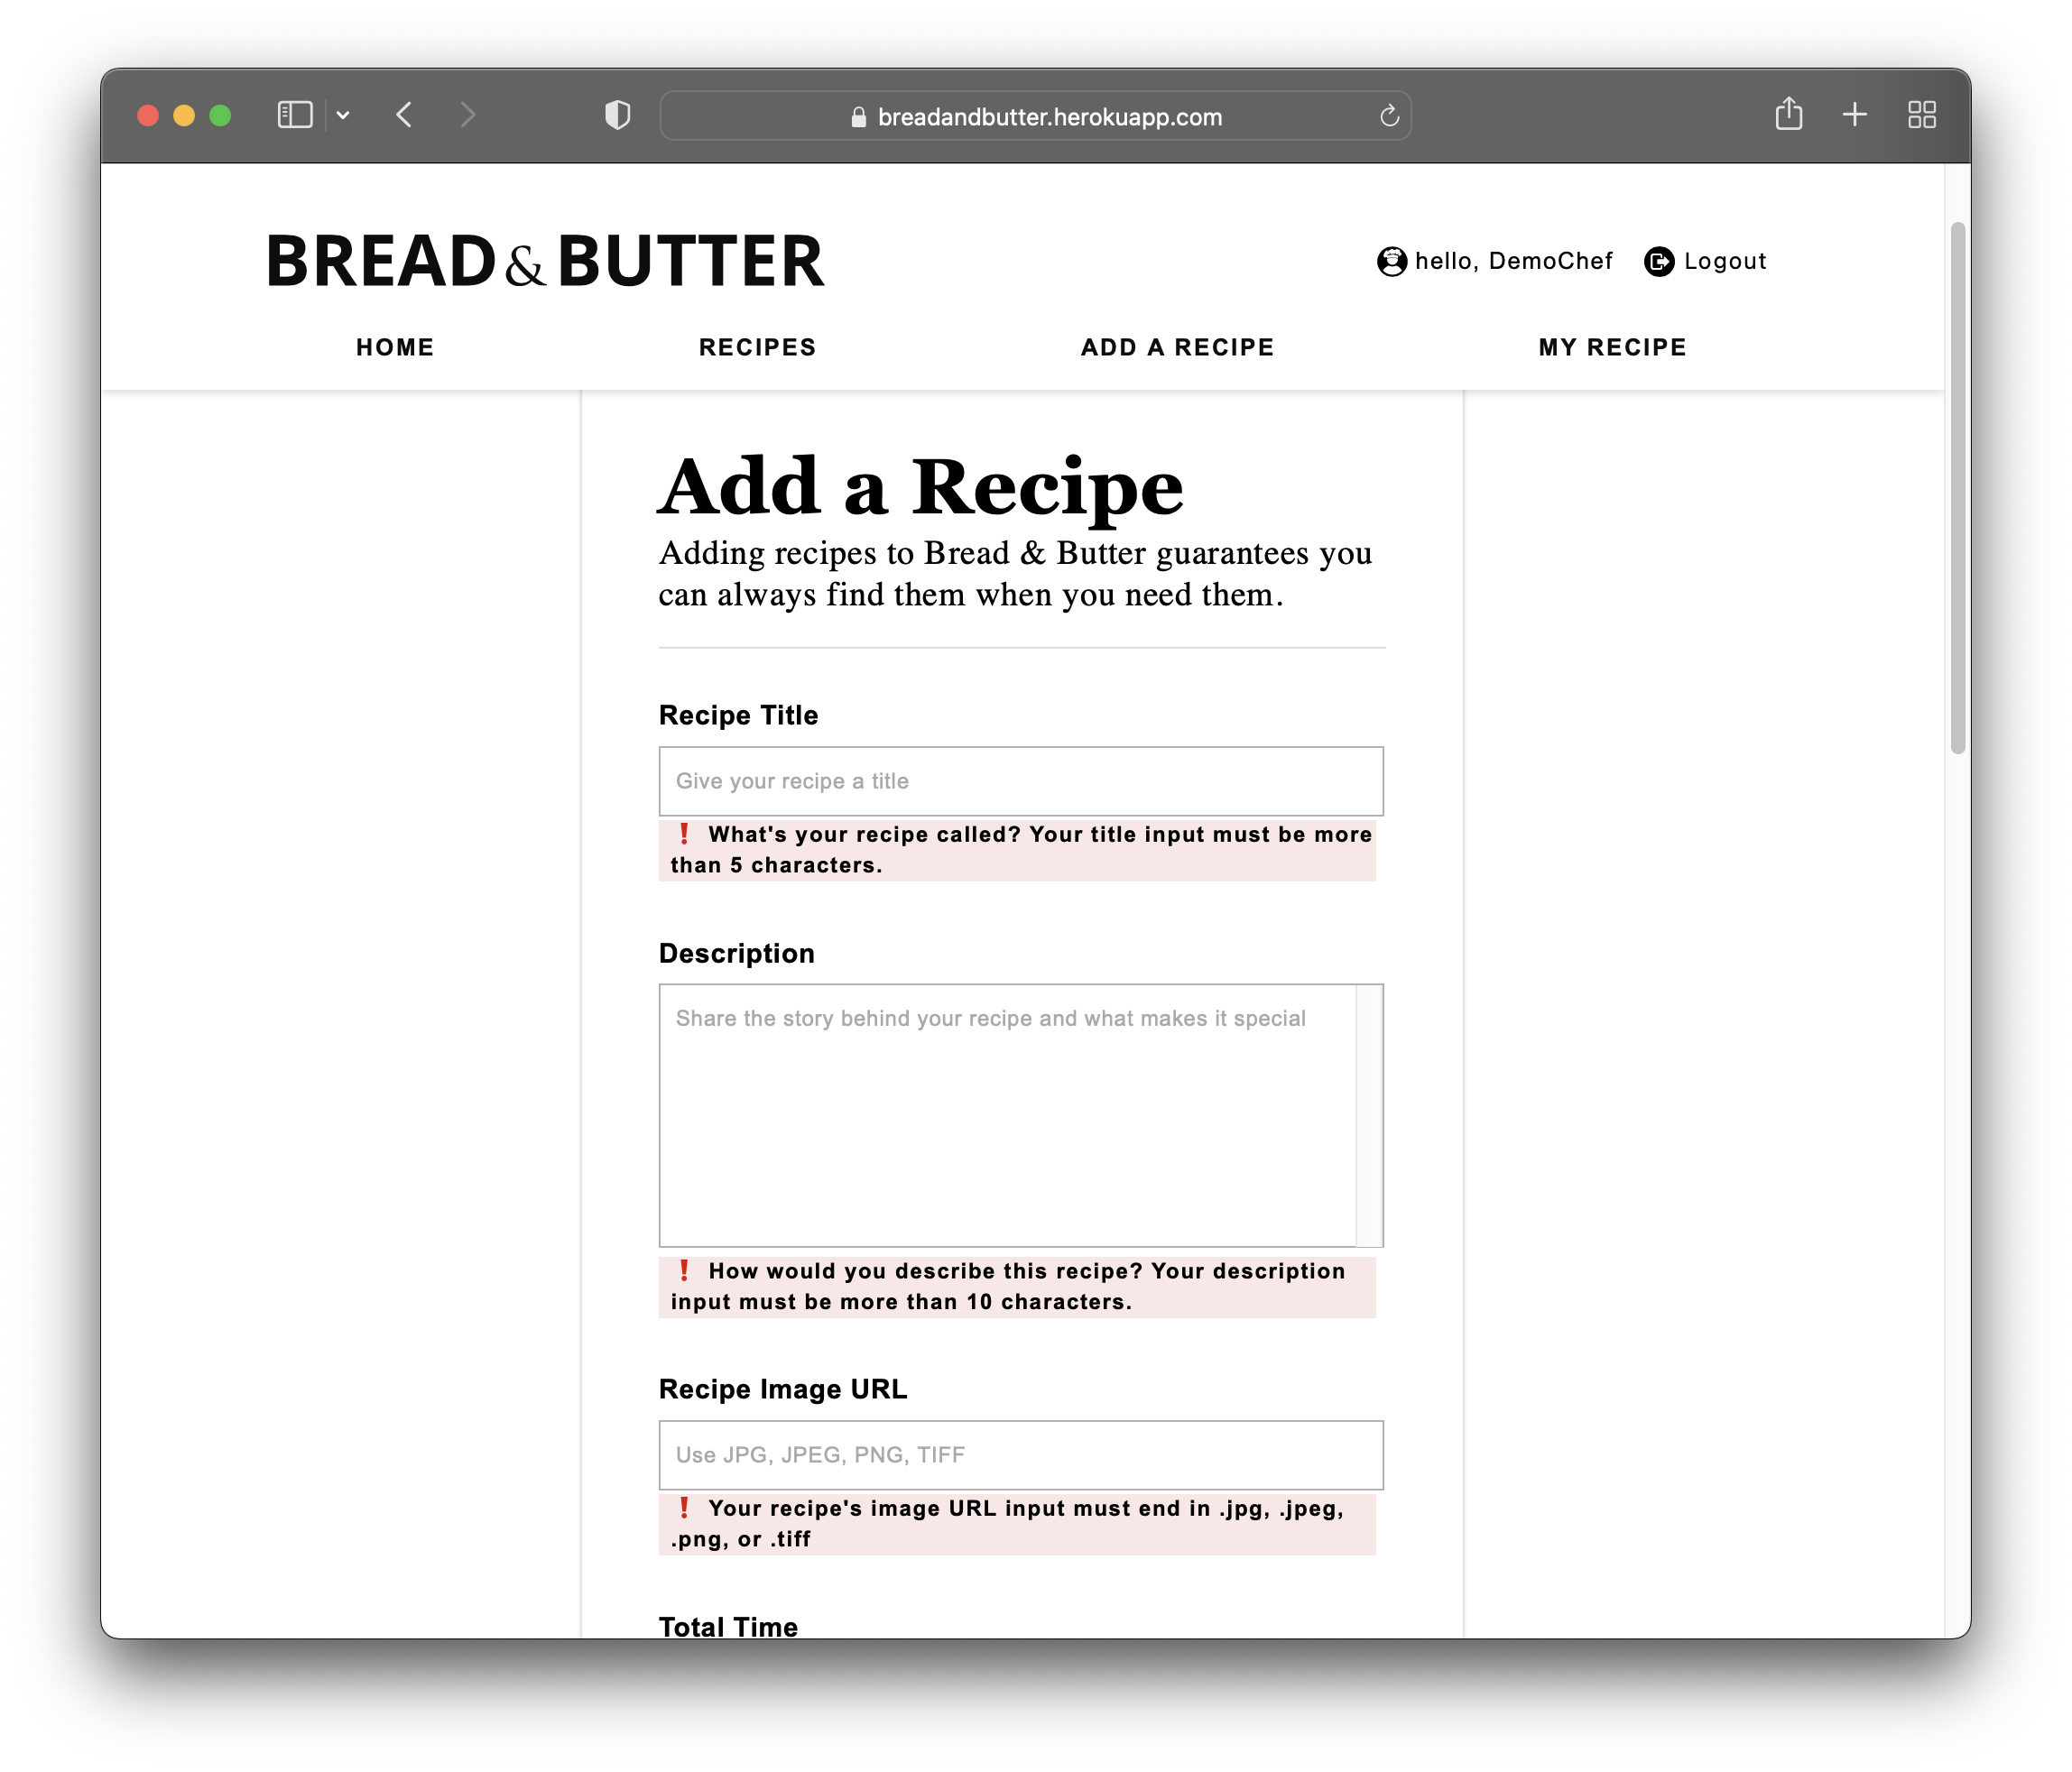 breadandbutter.herokuapp.com
BREAD & BUTTER
hello, DemoChef
Logout
HOME
RECIPES
ADD A RECIPE
MY RECIPE
Add a Recipe
Adding recipes to Bread & Butter guarantees you
can always find them when you need them.
Recipe Title
Give your recipe a title
❗ What's your recipe called? Your title input must be more
than 5 characters.
Description
Share the story behind your recipe and what makes it special
❗ How would you describe this recipe? Your description
input must be more than 10 characters.
Recipe Image URL
Use JPG, JPEG, PNG, TIFF
❗ Your recipe's image URL input must end in .jpg, .jpeg,
.png, or .tiff
Total Time